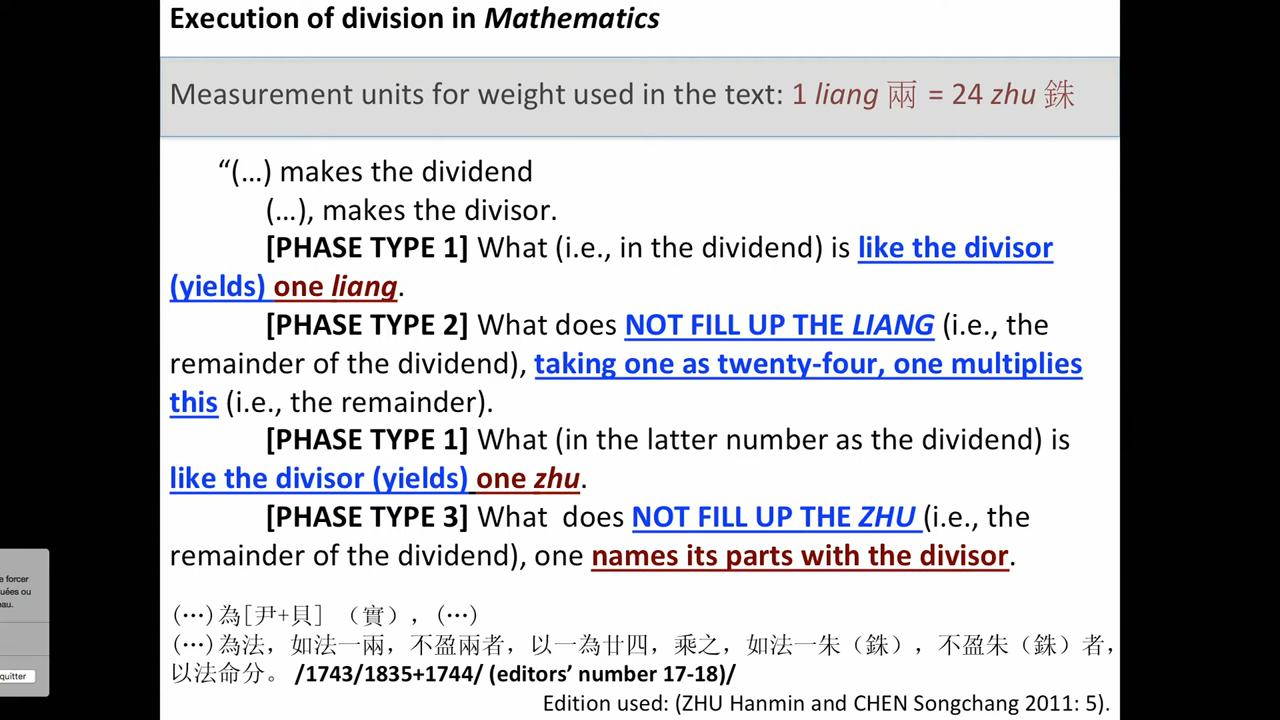 Execution of division in Mathematics
Measurement units for weight used in the text: 1 liang 兩 = 24 zhu 銖
“(…) makes the dividend
(…), makes the divisor.
[PHASE TYPE 1] What (i.e., in the dividend) is like the divisor
(yields) one liang.
[PHASE TYPE 2] What does NOT FILL UP THE LIANG (i.e., the
remainder of the dividend), taking one as twenty-four, one multiplies
this (i.e., the remainder).
[PHASE TYPE 1] What (in the latter number as the dividend) is
like the divisor (yields) one zhu.
[PHASE TYPE 3] What does NOT FILL UP THE ZHU (i.e., the
remainder of the dividend), one names its parts with the divisor.
e forcer
uées ou
eau.
quitter
(…)為[尹+貝] （實）, (…)
(…)為法, 如法一兩, 不盈兩者, 以一為廿四, 乘之, 如法一朱（銖）, 不盈朱（銖）者,
以法命分。 /1743/1835+1744/ (editors’ number 17-18)/
Edition used: (ZHU Hanmin and CHEN Songchang 2011: 5).